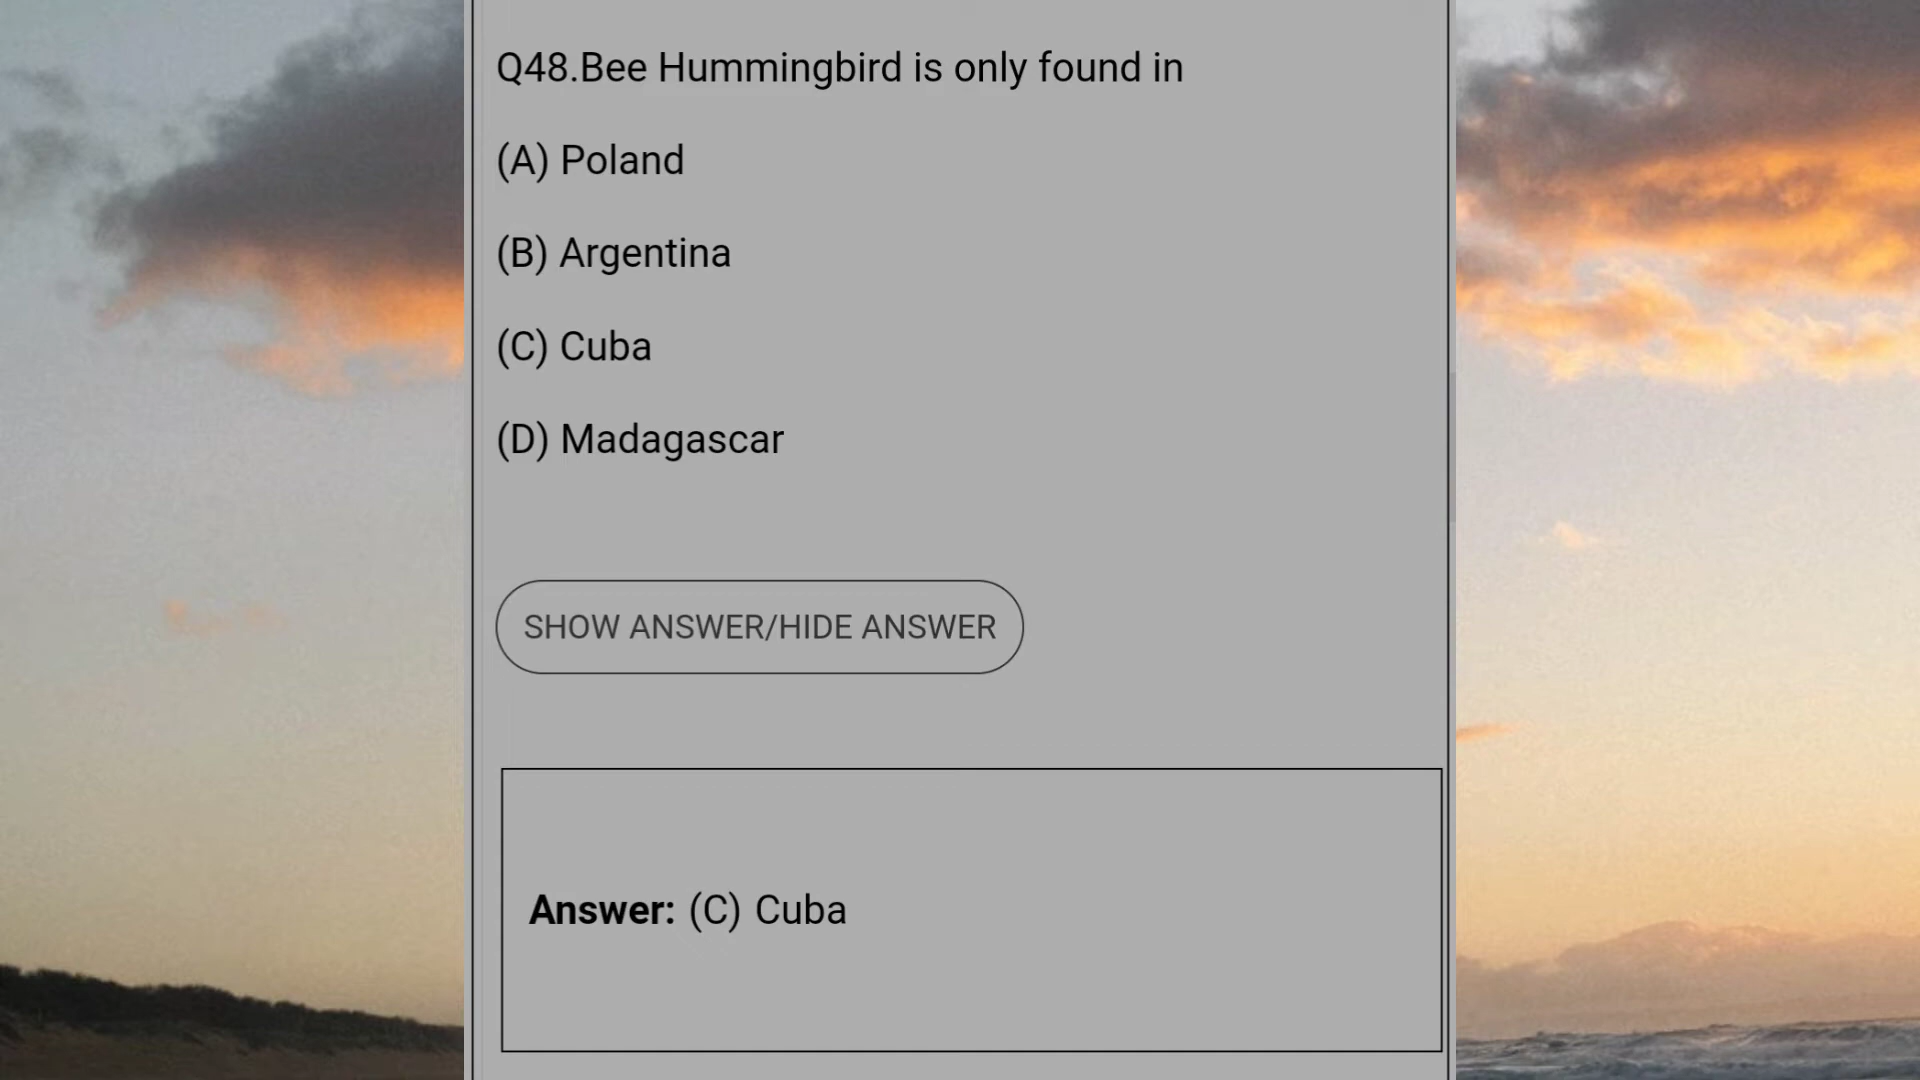 Q48.Bee Hummingbird is only found in
(A) Poland
(B) Argentina
(C) Cuba
(D) Madagascar
SHOW ANSWER/HIDE ANSWER
Answer: (C) Cuba